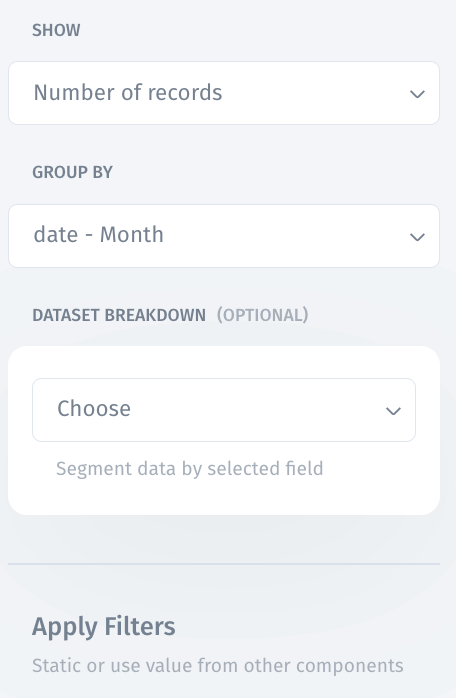 SHOW
Number of records
GROUP BY
date - Month
DATASET BREAKDOWN (OPTIONAL)
Choose
Segment data by selected field
Apply Filters
Static or use value from other components